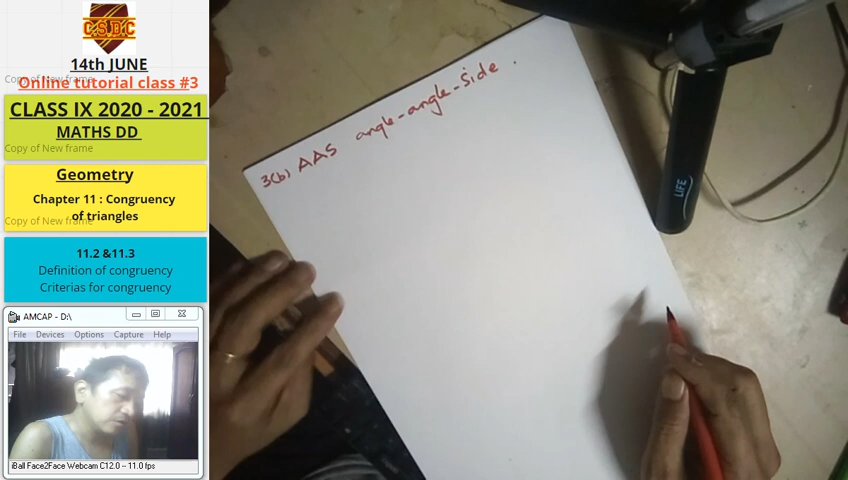 CSDC
14th JUNE
Copy of New frame
Online tutorial class #3
CLASS IX 2020 - 2021
MATHS DD
Copy of New frame
Geometry
Chapter 11 : Congruency
of triangles
Copy of New frame
11.2 &11.3
Definition of congruency
Criterias for congruency
AMCAP - D:\
File Devices Options Capture Help
iBall Face2Face Webcam C12.0 -- 11.0 fps
3(b) AAS angle-angle-side.
LIFE